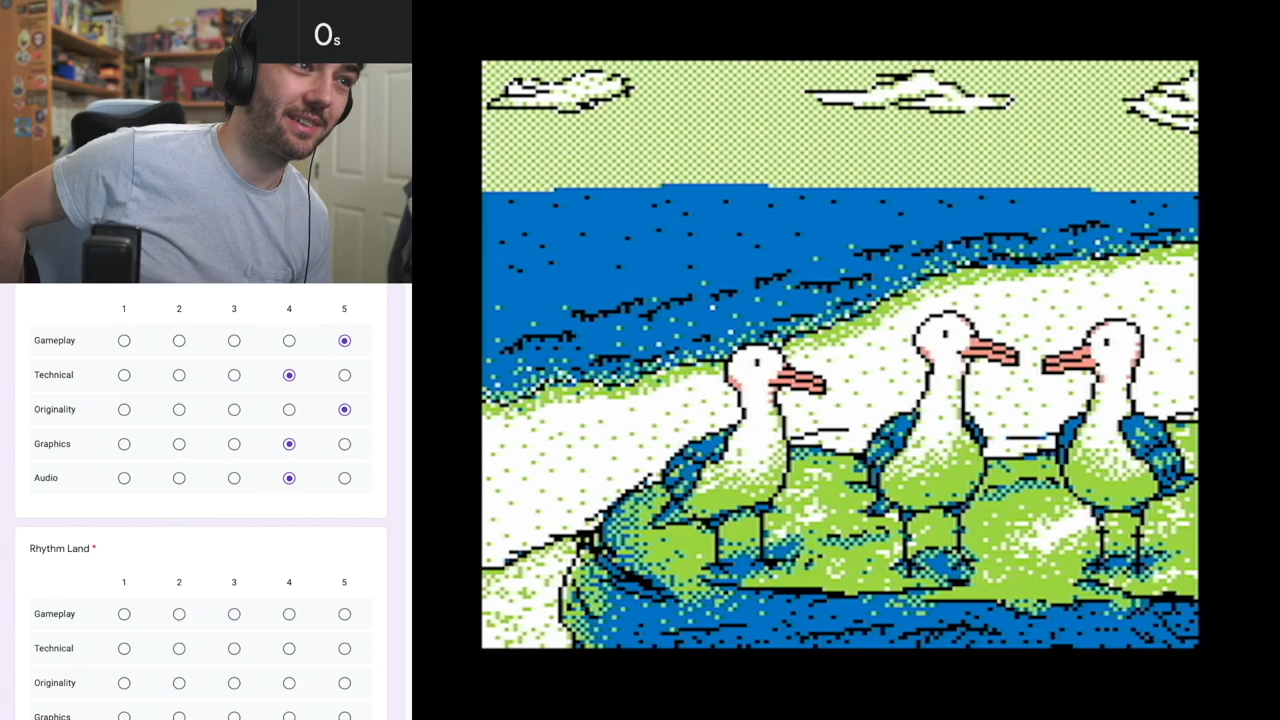 0s
1 2 3 4 5
Gameplay
Technical
Originality
Graphics
Audio
Rhythm Land *
1 2 3 4 5
Gameplay
Technical
Originality
Graphics